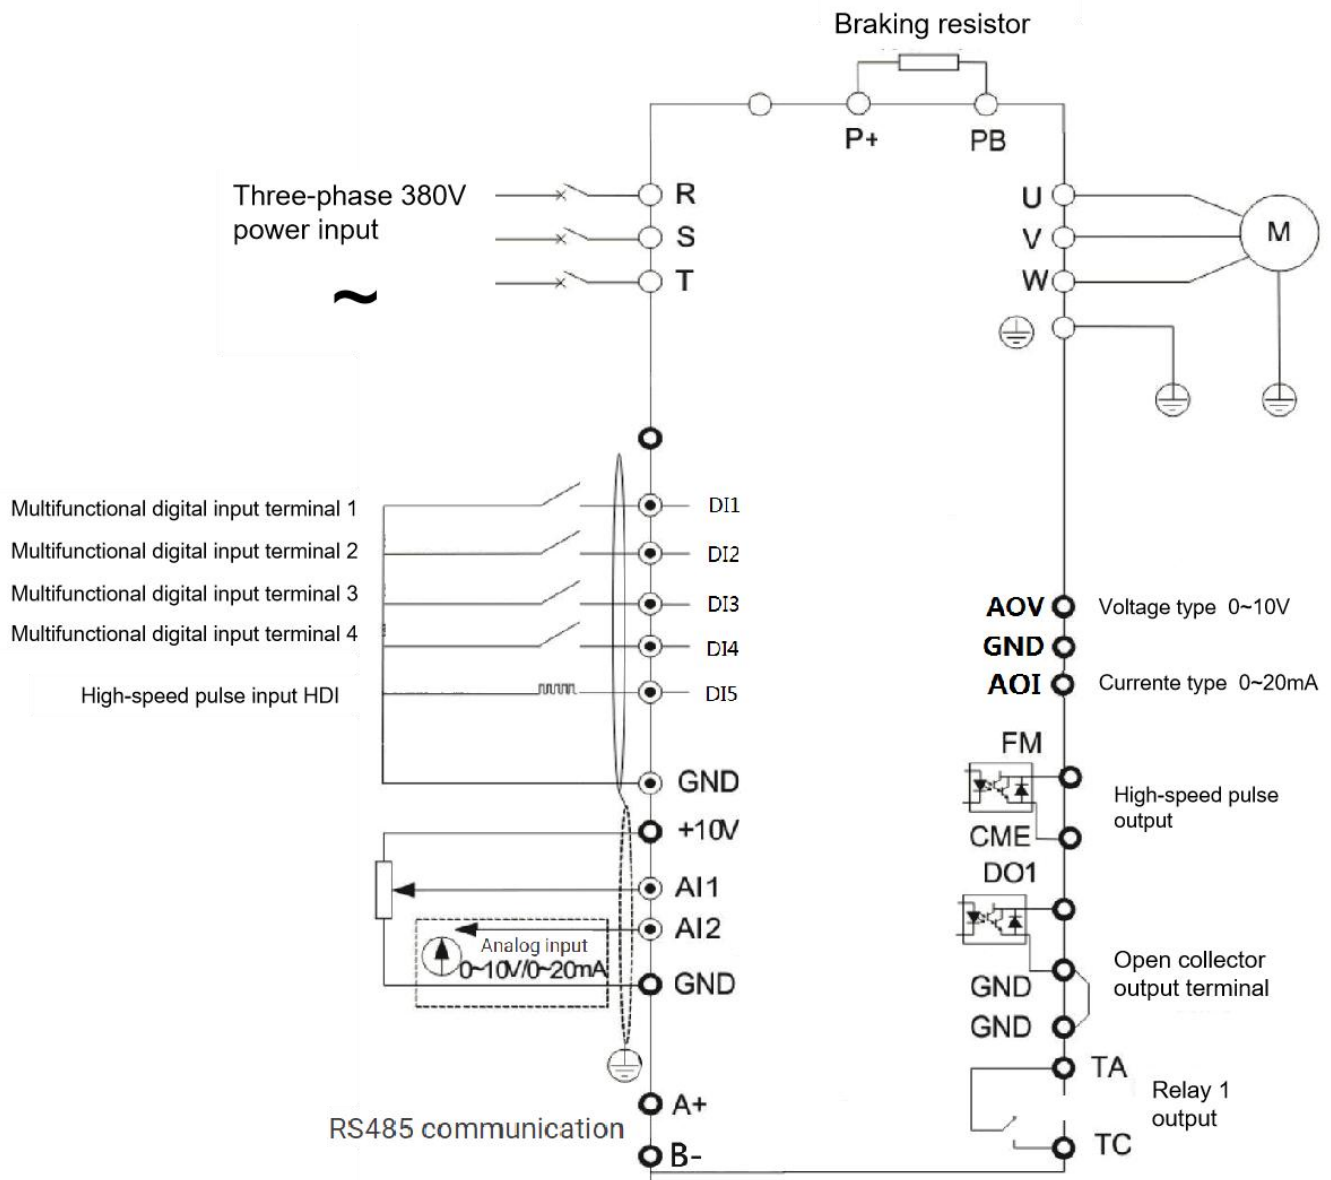 Braking resistor
P+
PB
Three-phase 380V
power input
~
R
S
T
U
V
W
M
Multifunctional digital input terminal 1
DI1
Multifunctional digital input terminal 2
DI2
Multifunctional digital input terminal 3
DI3
Multifunctional digital input terminal 4
DI4
High-speed pulse input HDI
DI5
GND
+10V
AI1
AI2
Analog input
0~10V/0~20mA
GND
A+
RS485 communication
B-
AOV
Voltage type 0~10V
GND
AOI
Currente type 0~20mA
FM
High-speed pulse
output
CME
DO1
Open collector
output terminal
GND
GND
TA
Relay 1
output
TC